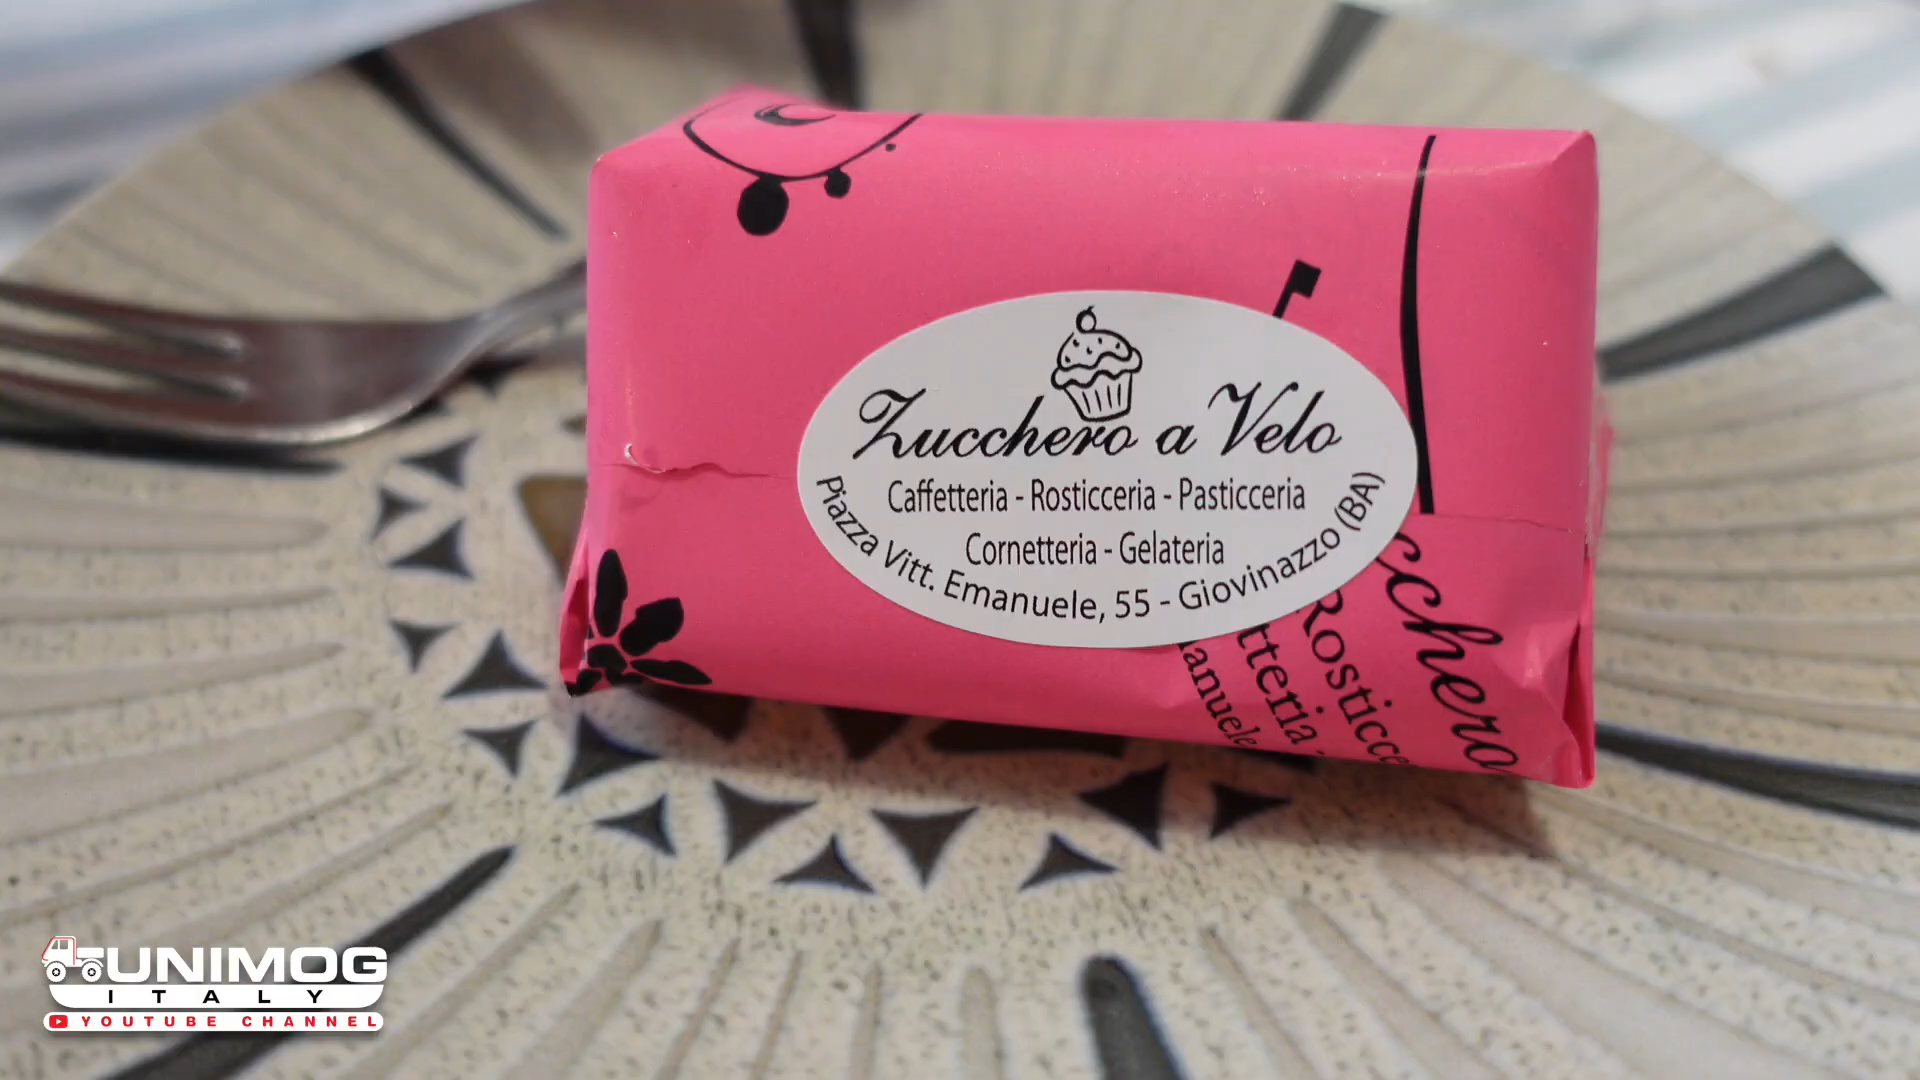 Zucchero a Velo
Caffetteria - Rosticceria - Pasticceria
Cornetteria - Gelateria
Piazza Vitt. Emanuele, 55 - Giovinazzo (BA)
cchero
Rosticce
tteria
anuele
UNIMOG
ITALY
YOUTUBE CHANNEL